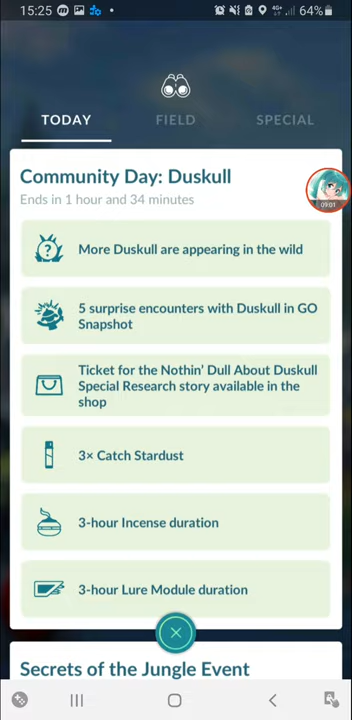 15:25
4G+
64%
TODAY
FIELD
SPECIAL
Community Day: Duskull
Ends in 1 hour and 34 minutes
09:01
More Duskull are appearing in the wild
5 surprise encounters with Duskull in GO
Snapshot
Ticket for the Nothin' Dull About Duskull
Special Research story available in the
shop
3× Catch Stardust
3-hour Incense duration
3-hour Lure Module duration
Secrets of the Jungle Event